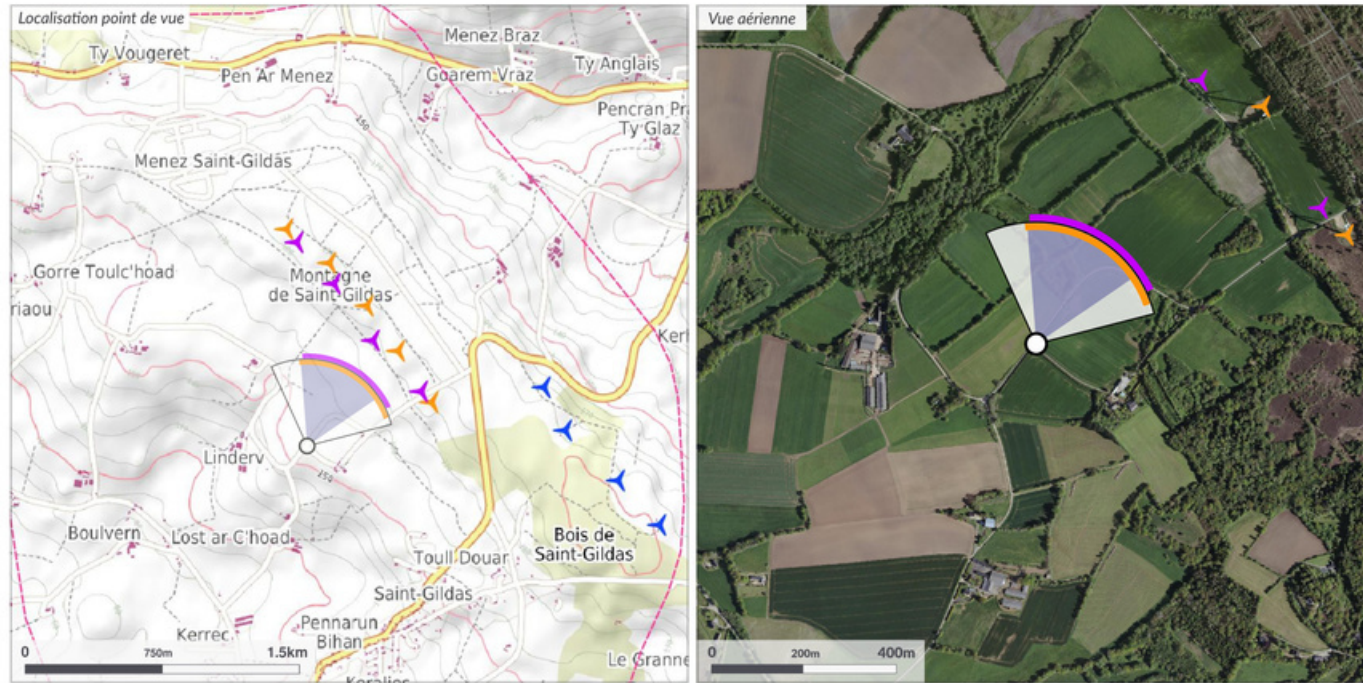 Localisation point de vue
Ty Vougeret
Menez Braz
Ty Anglais
Pen Ar Menez
Goarem Vraz
Pencran Pr
Ty Glaz
150
Menez Saint-Gildas
Gorre Toulc'hoad
Montagne
de Saint-Gildas
riaou
Kerl
Linderv
150
Boulvern
Lost ar C'hoad
Bois de
Saint-Gildas
Toull Douar
Saint-Gildas
Kerrec
Pennarun
Bihan
Le Granne
0
750m
1.5km
Vue aérienne
0
200m
400m